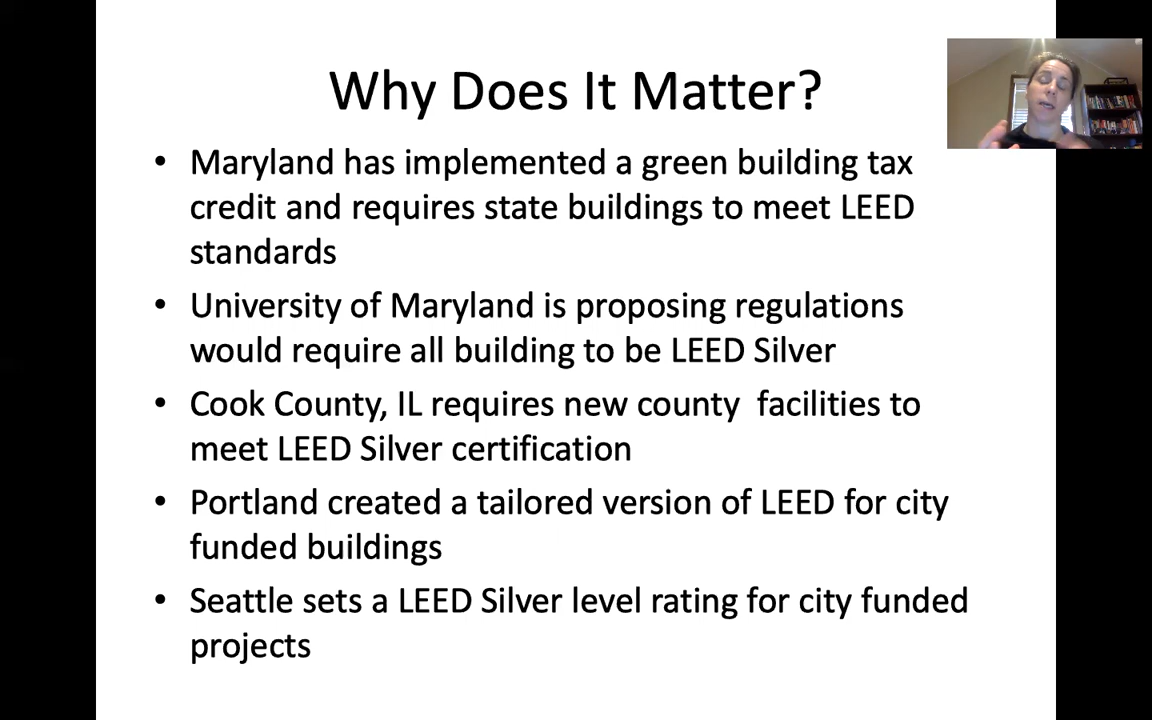 Why Does It Matter?
• Maryland has implemented a green building tax
credit and requires state buildings to meet LEED
standards
• University of Maryland is proposing regulations
would require all building to be LEED Silver
• Cook County, IL requires new county  facilities to
meet LEED Silver certification
• Portland created a tailored version of LEED for city
funded buildings
• Seattle sets a LEED Silver level rating for city funded
projects